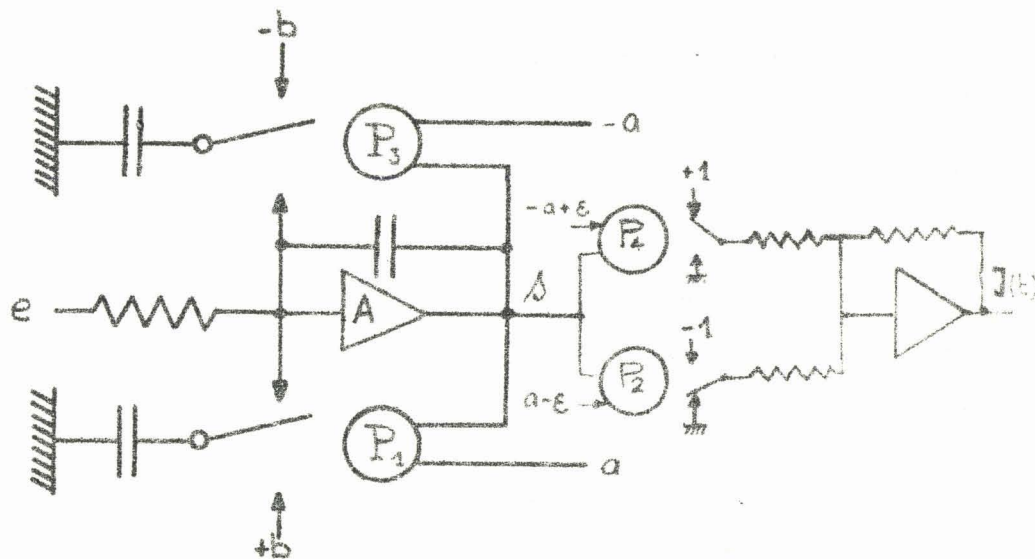 -b
P₃
-a
+1
-a+ε
P₄
e
A
s
J(t)
-1
P₂
a-ε
P₁
a
+b